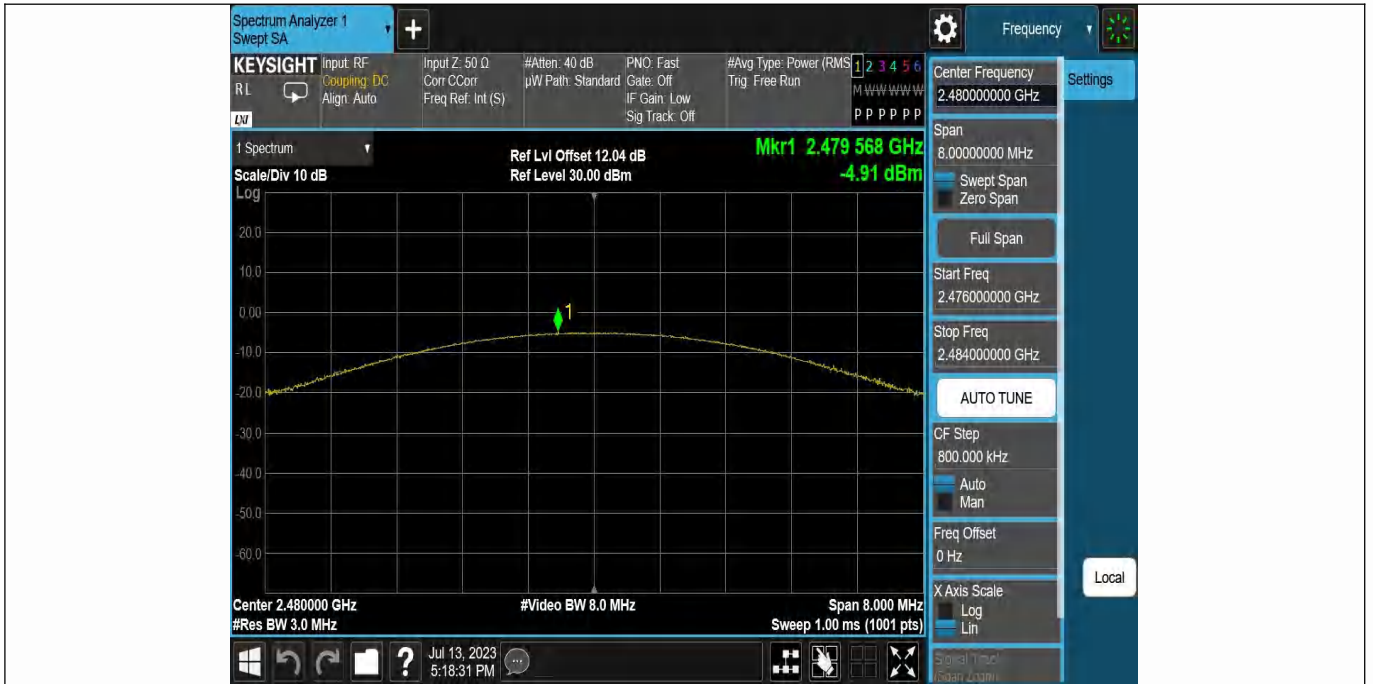 Spectrum Analyzer 1
Swept SA
+
Frequency
KEYSIGHT
RL
LXI
Input: RF
Coupling: DC
Align: Auto
Input Z: 50 Ω
Corr CCorr
Freq Ref: Int (S)
#Atten: 40 dB
µW Path: Standard
PNO: Fast
Gate: Off
IF Gain: Low
Sig Track: Off
#Avg Type: Power (RMS
Trig: Free Run
1 2 3 4 5 6
M W W W W W
P P P P P P
Center Frequency
2.480000000 GHz
Settings
Span
8.00000000 MHz
Swept Span
Zero Span
Full Span
Start Freq
2.476000000 GHz
Stop Freq
2.484000000 GHz
AUTO TUNE
CF Step
800.000 kHz
Auto
Man
Freq Offset
0 Hz
X Axis Scale
Log
Lin
Signal Track
(Span Zoom)
Local
1 Spectrum
Scale/Div 10 dB
Log
Ref Lvl Offset 12.04 dB
Ref Level 30.00 dBm
Mkr1 2.479 568 GHz
-4.91 dBm
20.0
10.0
0.00
-10.0
-20.0
-30.0
-40.0
-50.0
-60.0
1
Center 2.480000 GHz
#Res BW 3.0 MHz
#Video BW 8.0 MHz
Span 8.000 MHz
Sweep 1.00 ms (1001 pts)
?
Jul 13, 2023
5:18:31 PM